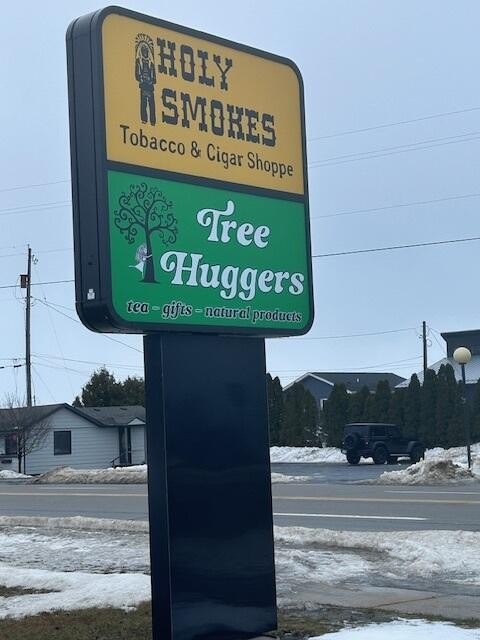 HOLY
SMOKES
Tobacco & Cigar Shoppe
Tree
Huggers
tea - gifts - natural products